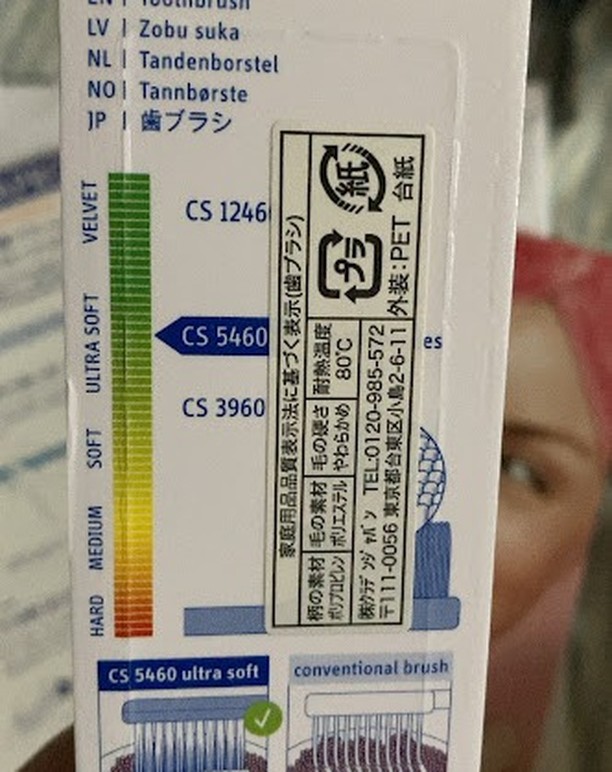 EN | Toothbrush
LV | Zobu suka
NL | Tandenborstel
NO | Tannbørste
JP | 歯ブラシ
VELVET
ULTRA SOFT
SOFT
MEDIUM
HARD
CS 1246
CS 5460
es
CS 3960
家庭用品品質表示法に基づく表示(歯ブラシ)
柄の素材 毛の素材 毛の硬さ 耐熱温度
ポリプロピレン ポリエステル やわらかめ 80℃
㈱クラデンジャパン TEL:0120-985-572
〒111-0056 東京都台東区小島2-6-11
プラ 紙
外装:PET 台紙
CS 5460 ultra soft
conventional brush